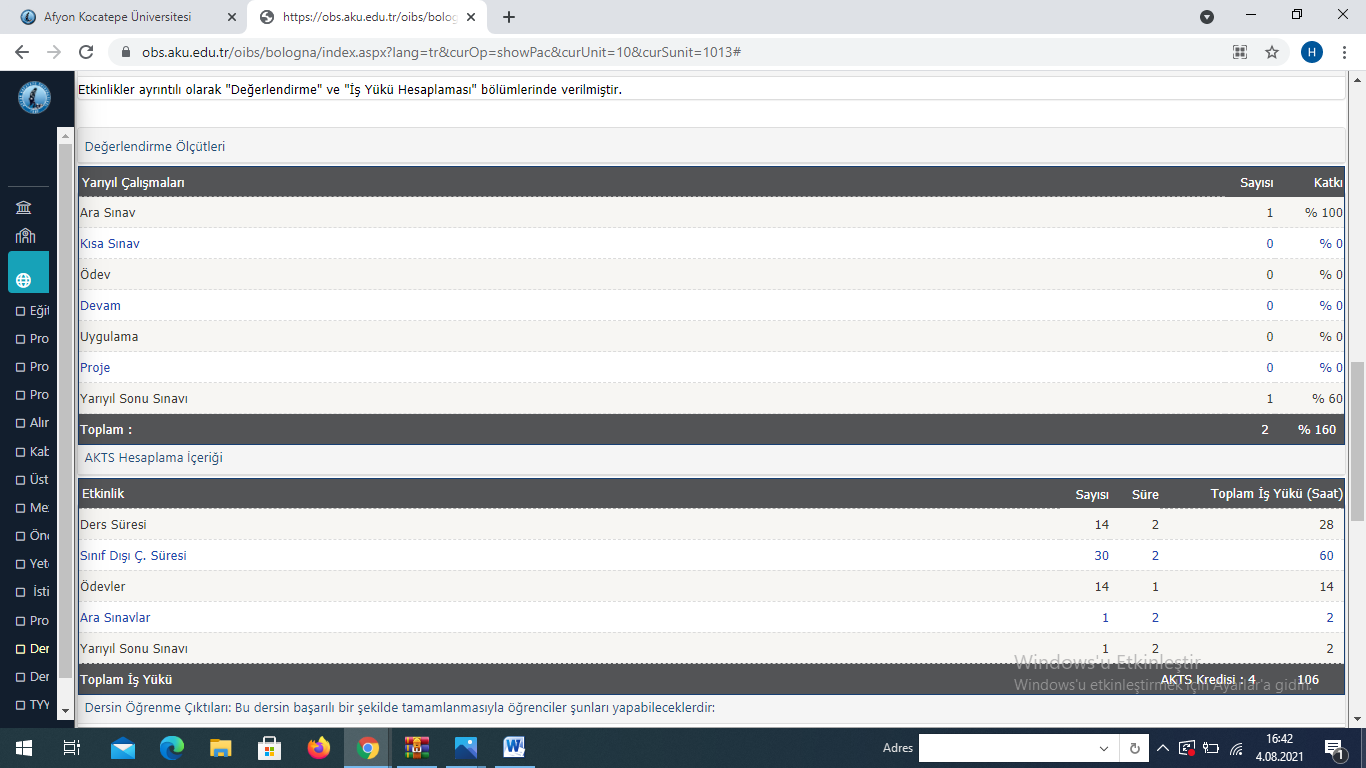 Afyon Kocatepe Üniversitesi
https://obs.aku.edu.tr/oibs/bolog
obs.aku.edu.tr/oibs/bologna/index.aspx?lang=tr&curOp=showPac&curUnit=10&curSunit=1013#
H
Etkinlikler ayrıntılı olarak "Değerlendirme" ve "İş Yükü Hesaplaması" bölümlerinde verilmiştir.
Değerlendirme Ölçütleri
Yarıyıl Çalışmaları Sayısı Katkı
Ara Sınav 1 % 100
Kısa Sınav 0 % 0
Ödev 0 % 0
Devam 0 % 0
Uygulama 0 % 0
Proje 0 % 0
Yarıyıl Sonu Sınavı 1 % 60
Toplam : 2 % 160
AKTS Hesaplama İçeriği
Etkinlik Sayısı Süre Toplam İş Yükü (Saat)
Ders Süresi 14 2 28
Sınıf Dışı Ç. Süresi 30 2 60
Ödevler 14 1 14
Ara Sınavlar 1 2 2
Yarıyıl Sonu Sınavı 1 2 2
Toplam İş Yükü AKTS Kredisi : 4 106
Dersin Öğrenme Çıktıları: Bu dersin başarılı bir şekilde tamamlanmasıyla öğrenciler şunları yapabileceklerdir:
Eğit
Pro
Pro
Pro
Alır
Kab
Üst
Me
Önc
Yet
İsti
Pro
Der
Der
TYY
Windows'u Etkinleştir
Windows'u etkinleştirmek için Ayarlar'a gidin.
Adres
16:42
4.08.2021
1